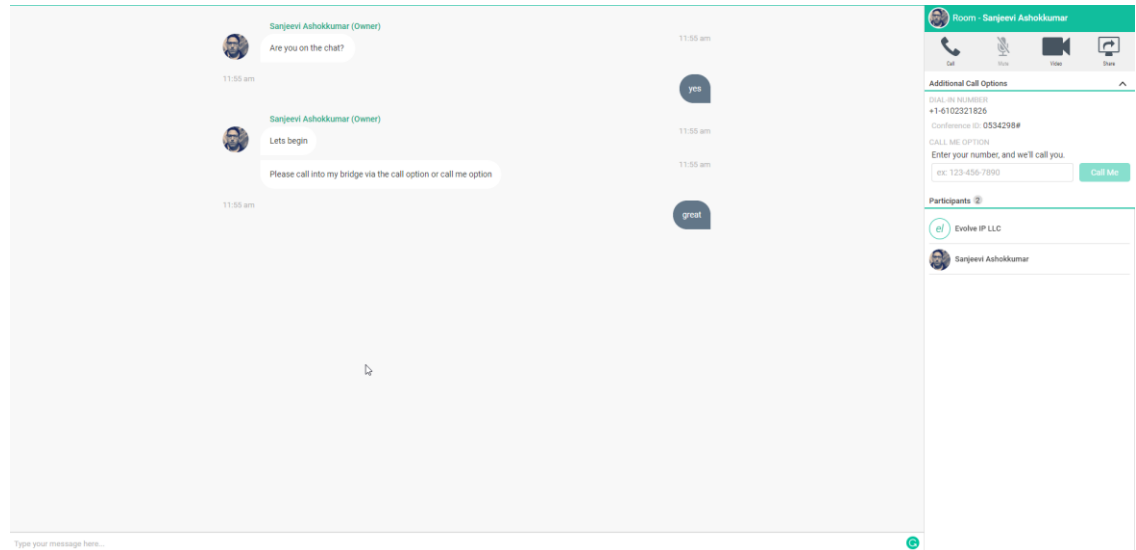 Sanjeevi Ashokkumar (Owner)
Are you on the chat?
11:55 am
11:55 am
yes
Sanjeevi Ashokkumar (Owner)
Lets begin
11:55 am
Please call into my bridge via the call option or call me option
11:55 am
11:55 am
great
Type your message here...
Room - Sanjeevi Ashokkumar
Call
Mute
Video
Share
Additional Call Options
DIAL-IN NUMBER
+1-6102321826
Conference ID: 0534298#
CALL ME OPTION
Enter your number, and we'll call you.
ex: 123-456-7890
Call Me
Participants 2
el
Evolve IP LLC
Sanjeevi Ashokkumar